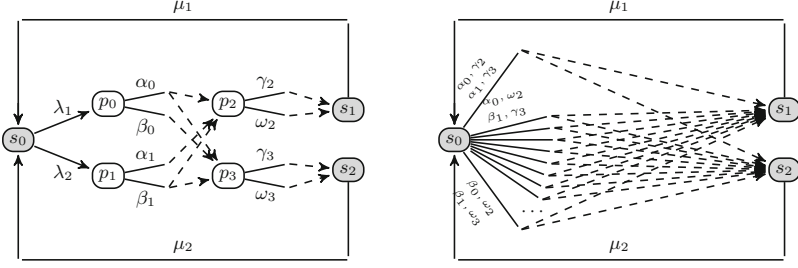 μ₁
s₀
λ₁
λ₂
p₀
p₁
α₀
β₀
α₁
β₁
p₂
p₃
γ₂
ω₂
γ₃
ω₃
s₁
s₂
μ₂
μ₁
s₀
α₀, γ₂
α₁, γ₃
α₀, ω₂
β₁, γ₃
β₀, ω₂
β₁, ω₃
...
s₁
s₂
μ₂